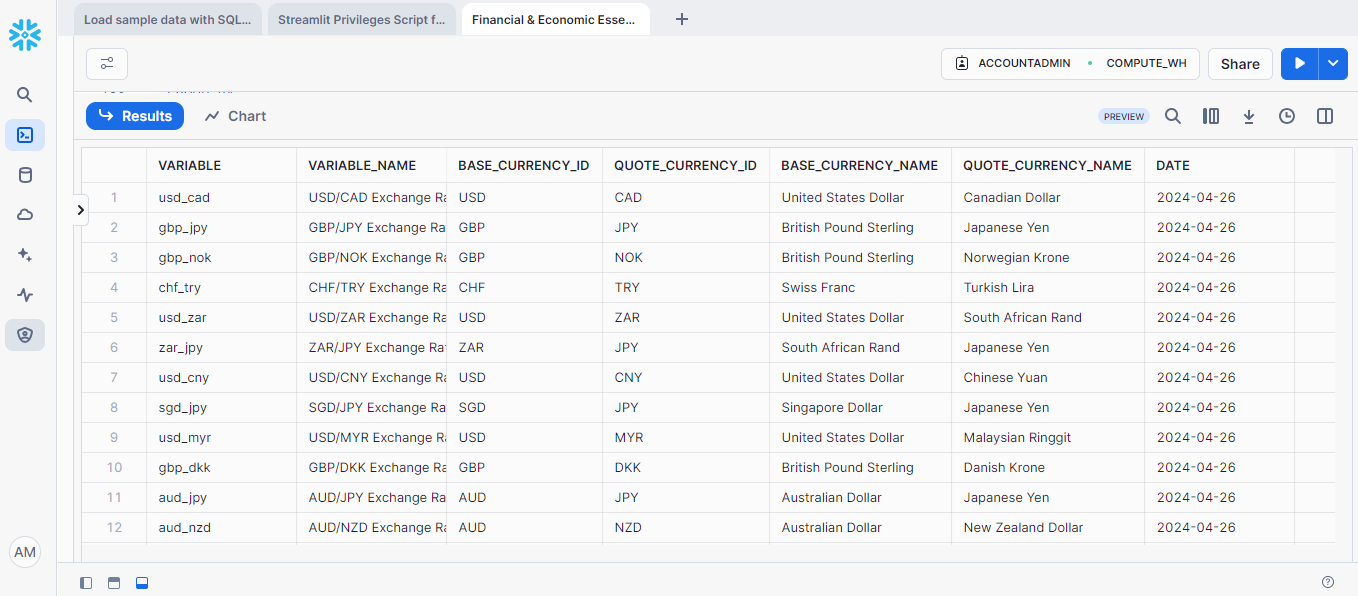 Load sample data with SQL...
Streamlit Privileges Script f...
Financial & Economic Esse...
ACCOUNTADMIN
COMPUTE_WH
Share
Results
Chart
PREVIEW
VARIABLE VARIABLE_NAME BASE_CURRENCY_ID QUOTE_CURRENCY_ID BASE_CURRENCY_NAME QUOTE_CURRENCY_NAME DATE
1 usd_cad USD/CAD Exchange Ra USD CAD United States Dollar Canadian Dollar 2024-04-26
2 gbp_jpy GBP/JPY Exchange Ra GBP JPY British Pound Sterling Japanese Yen 2024-04-26
3 gbp_nok GBP/NOK Exchange Ra GBP NOK British Pound Sterling Norwegian Krone 2024-04-26
4 chf_try CHF/TRY Exchange Ra CHF TRY Swiss Franc Turkish Lira 2024-04-26
5 usd_zar USD/ZAR Exchange Ra USD ZAR United States Dollar South African Rand 2024-04-26
6 zar_jpy ZAR/JPY Exchange Rat ZAR JPY South African Rand Japanese Yen 2024-04-26
7 usd_cny USD/CNY Exchange Ra USD CNY United States Dollar Chinese Yuan 2024-04-26
8 sgd_jpy SGD/JPY Exchange Ra SGD JPY Singapore Dollar Japanese Yen 2024-04-26
9 usd_myr USD/MYR Exchange Ra USD MYR United States Dollar Malaysian Ringgit 2024-04-26
10 gbp_dkk GBP/DKK Exchange Ra GBP DKK British Pound Sterling Danish Krone 2024-04-26
11 aud_jpy AUD/JPY Exchange Ra AUD JPY Australian Dollar Japanese Yen 2024-04-26
12 aud_nzd AUD/NZD Exchange Ra AUD NZD Australian Dollar New Zealand Dollar 2024-04-26
AM